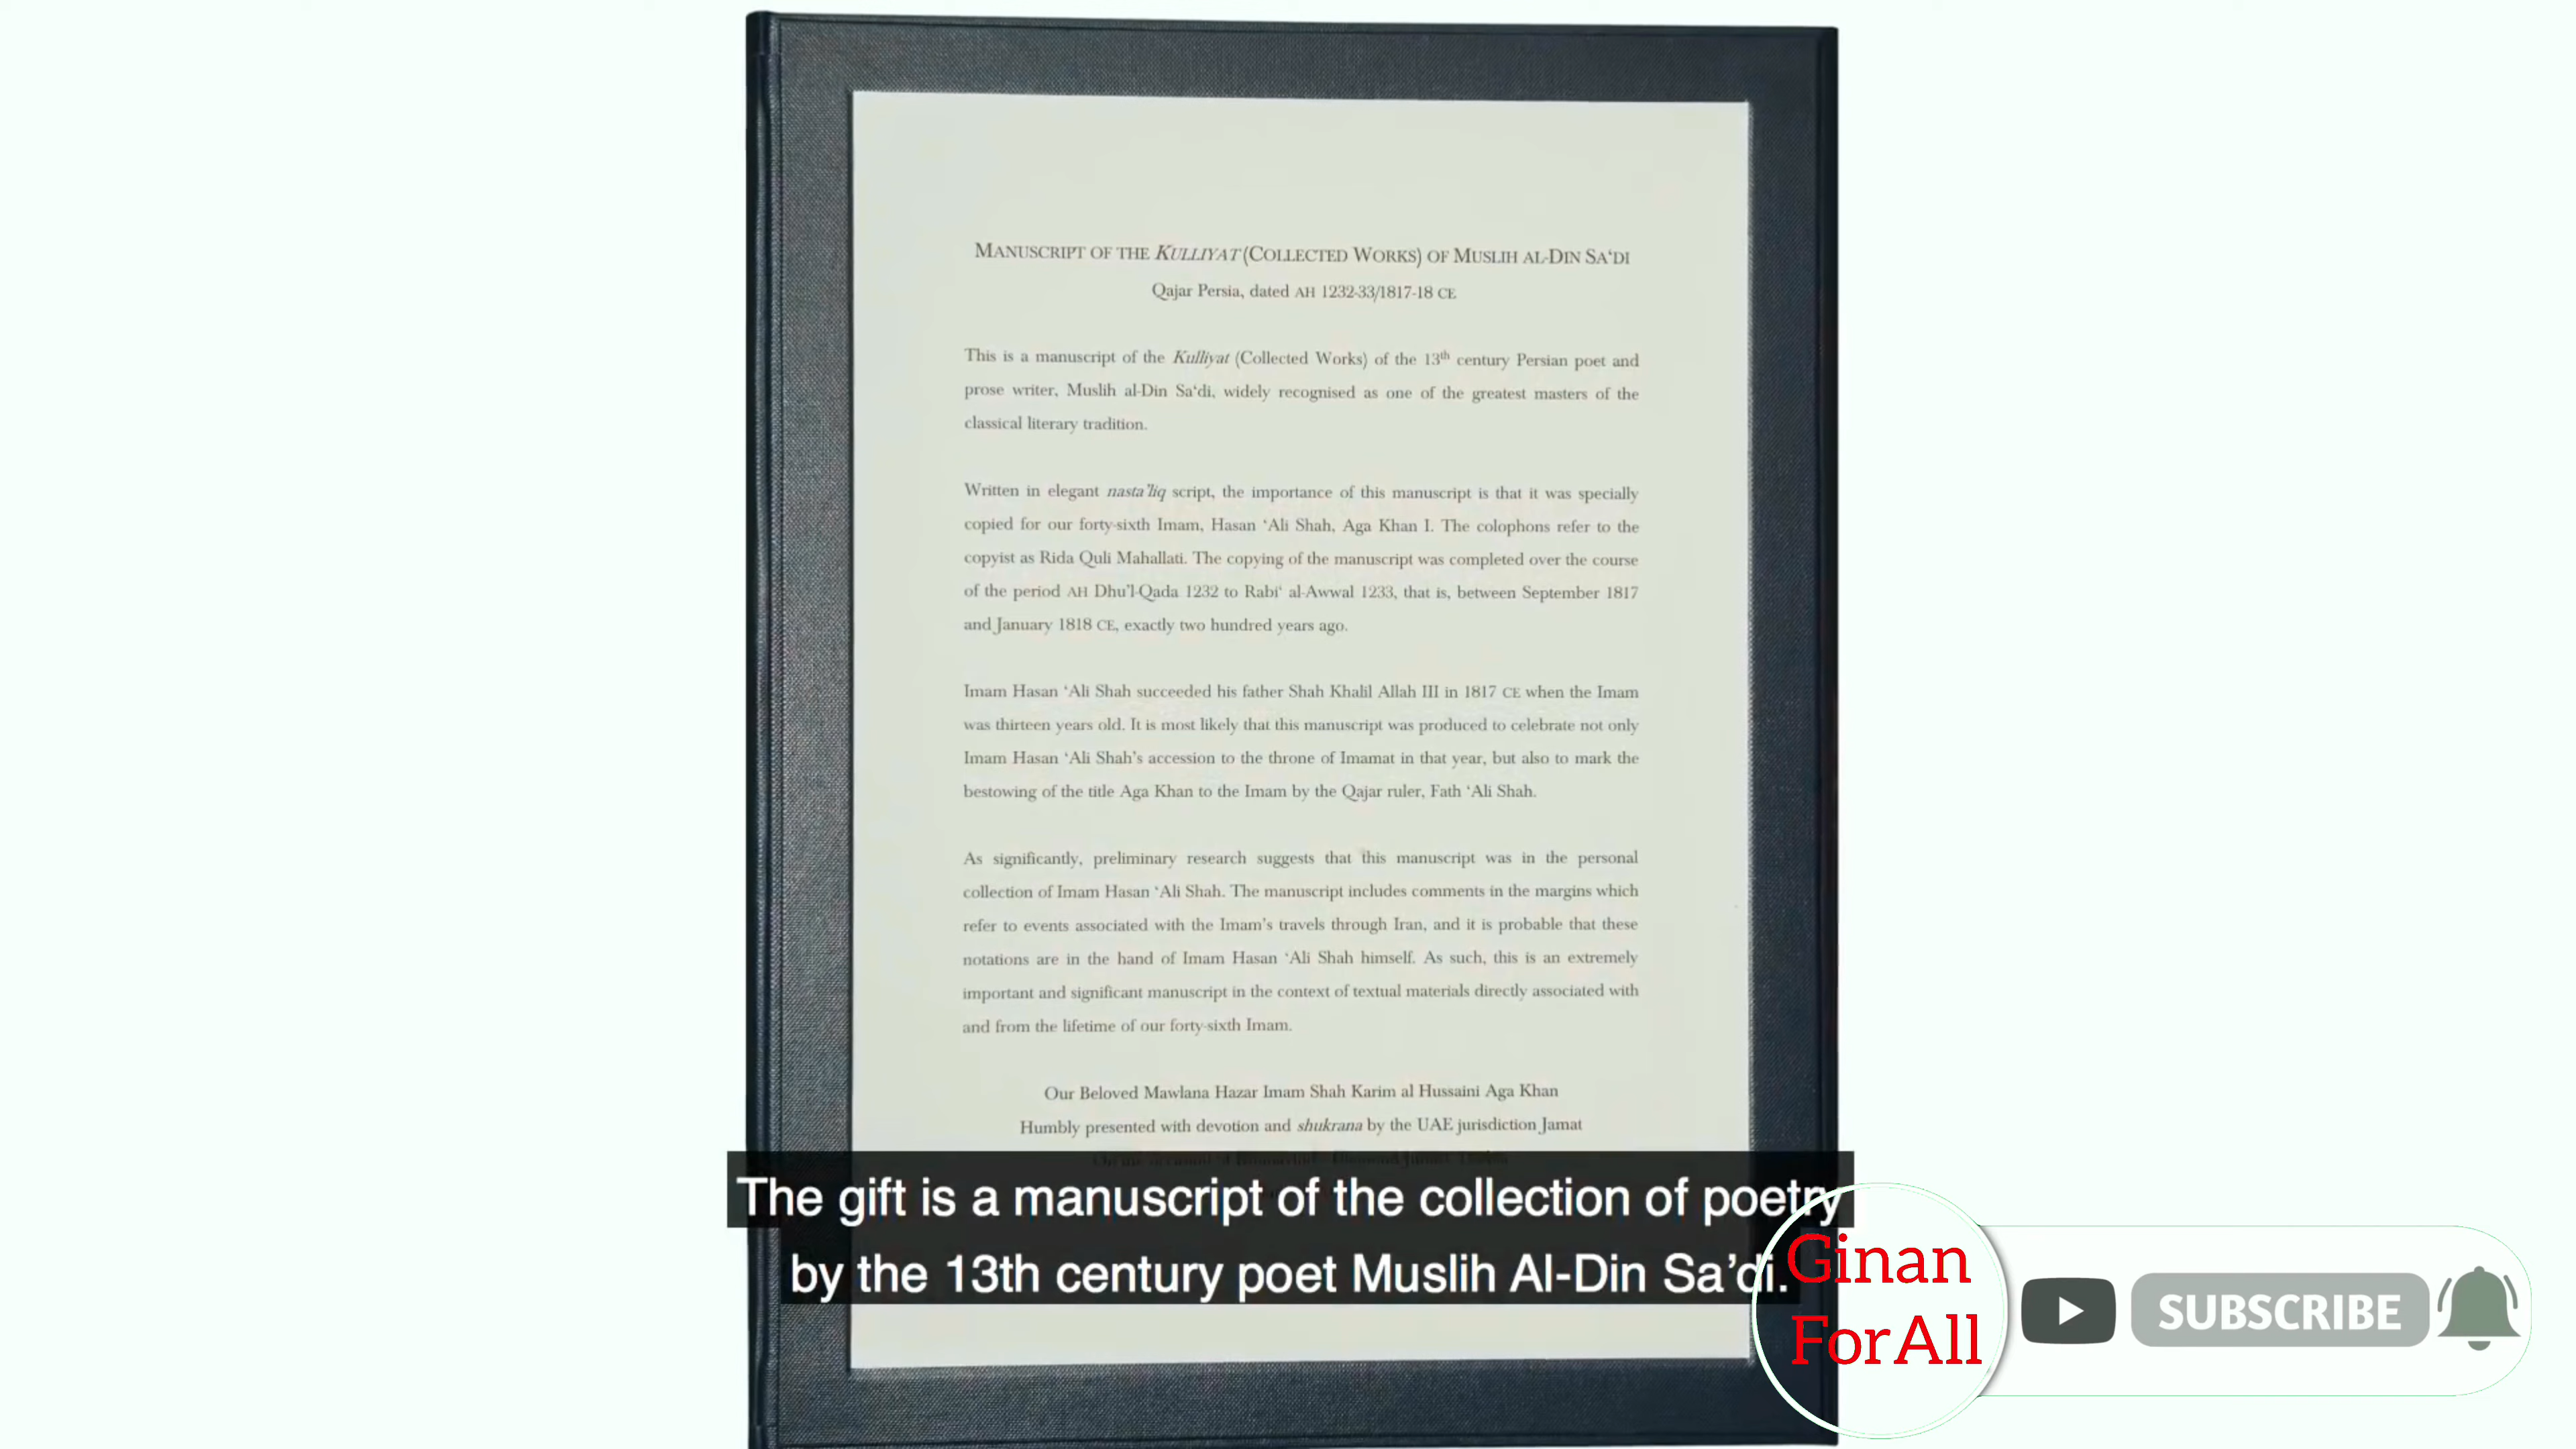 MANUSCRIPT OF THE KULLIYAT (COLLECTED WORKS) OF MUSLIH AL-DIN SA‘DI
Qajar Persia, dated AH 1232-33/1817-18 CE
This is a manuscript of the Kulliyat (Collected Works) of the 13th century Persian poet and
prose writer, Muslih al-Din Sa‘di, widely recognised as one of the greatest masters of the
classical literary tradition.
Written in elegant nasta’liq script, the importance of this manuscript is that it was specially
copied for our forty-sixth Imam, Hasan ‘Ali Shah, Aga Khan I. The colophons refer to the
copyist as Rida Quli Mahallati. The copying of the manuscript was completed over the course
of the period AH Dhu’l-Qada 1232 to Rabi‘ al-Awwal 1233, that is, between September 1817
and January 1818 CE, exactly two hundred years ago.
Imam Hasan ‘Ali Shah succeeded his father Shah Khalil Allah III in 1817 CE when the Imam
was thirteen years old. It is most likely that this manuscript was produced to celebrate not only
Imam Hasan ‘Ali Shah’s accession to the throne of Imamat in that year, but also to mark the
bestowing of the title Aga Khan to the Imam by the Qajar ruler, Fath ‘Ali Shah.
As significantly, preliminary research suggests that this manuscript was in the personal
collection of Imam Hasan ‘Ali Shah. The manuscript includes comments in the margins which
refer to events associated with the Imam’s travels through Iran, and it is probable that these
notations are in the hand of Imam Hasan ‘Ali Shah himself. As such, this is an extremely
important and significant manuscript in the context of textual materials directly associated with
and from the lifetime of our forty-sixth Imam.
Our Beloved Mawlana Hazar Imam Shah Karim al Hussaini Aga Khan
Humbly presented with devotion and shukrana by the UAE jurisdiction Jamat
The gift is a manuscript of the collection of poetry
by the 13th century poet Muslih Al-Din Sa’di.
Ginan
ForAll
SUBSCRIBE